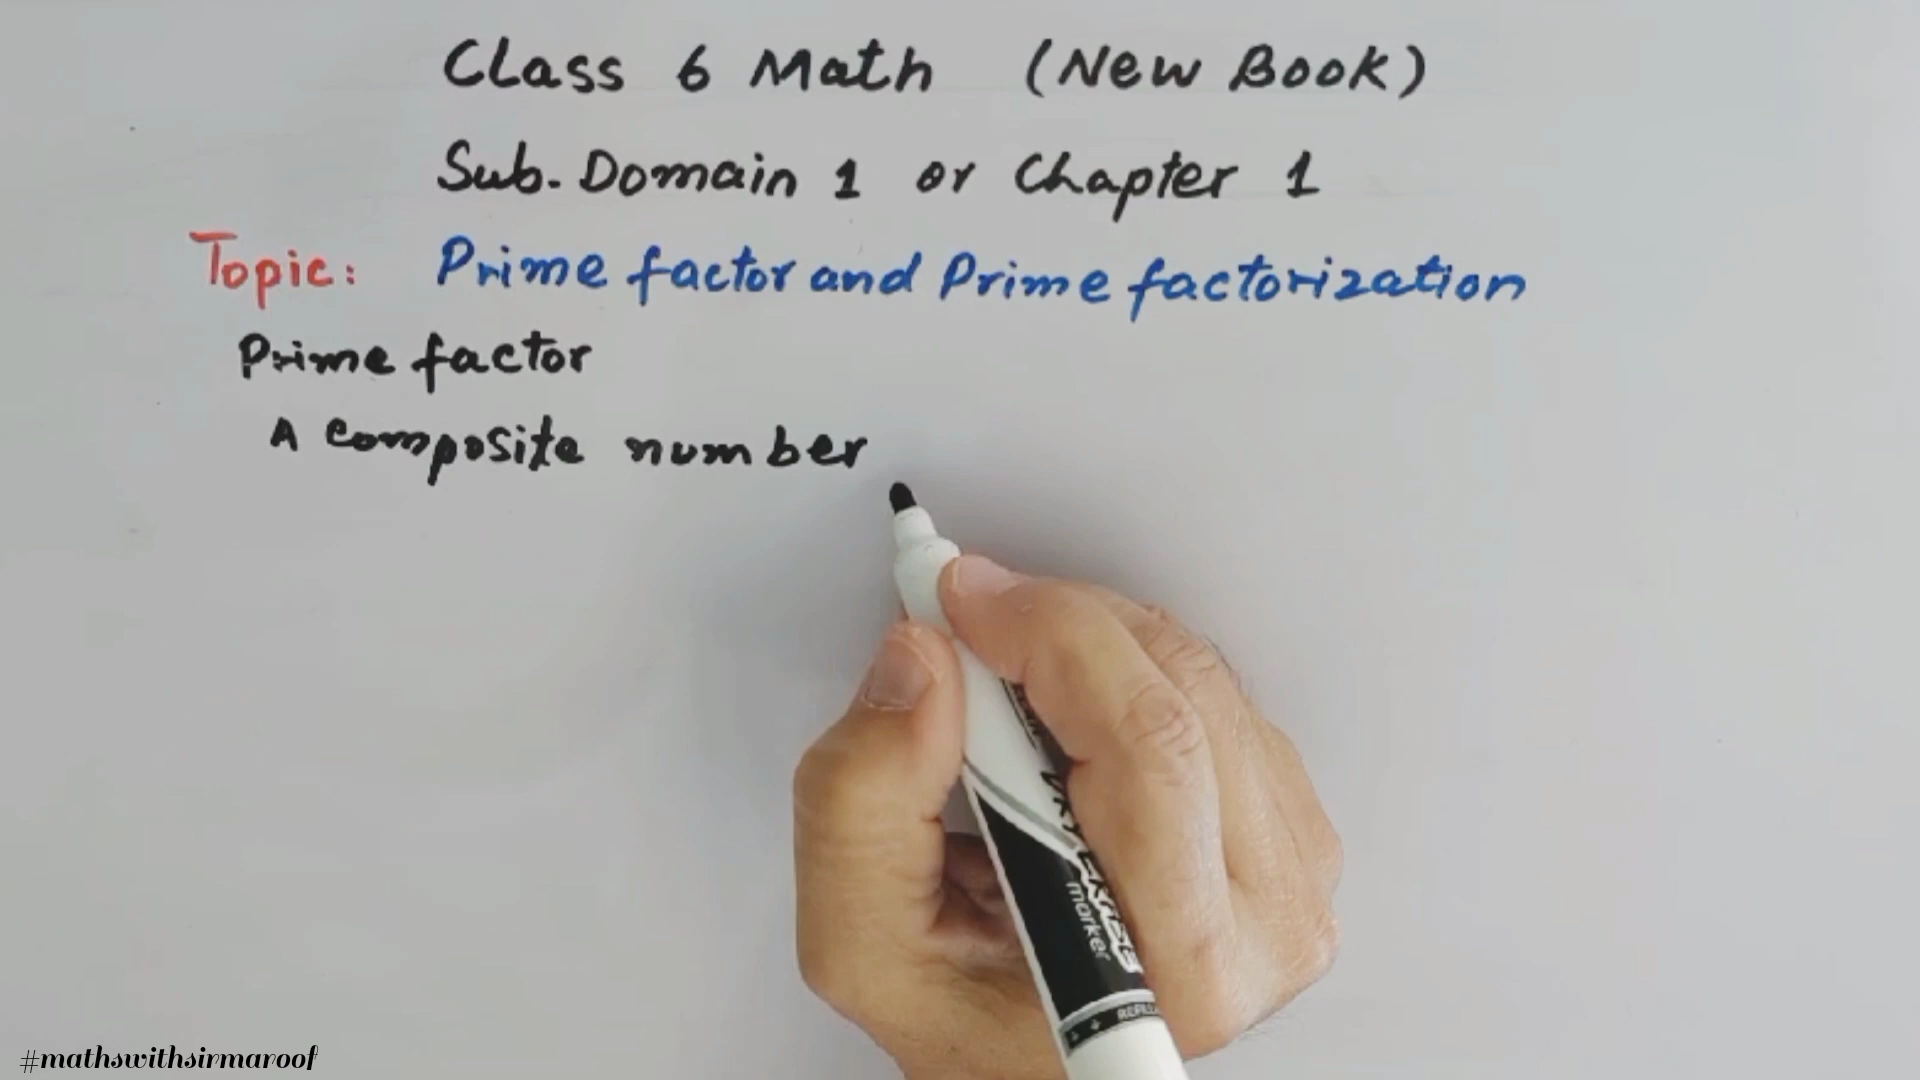 Class 6 Math (New Book)
Sub. Domain 1 or Chapter 1
Topic: Prime factor and Prime factorization
Prime factor
A composite number
marker
#mathswithsirmaroof